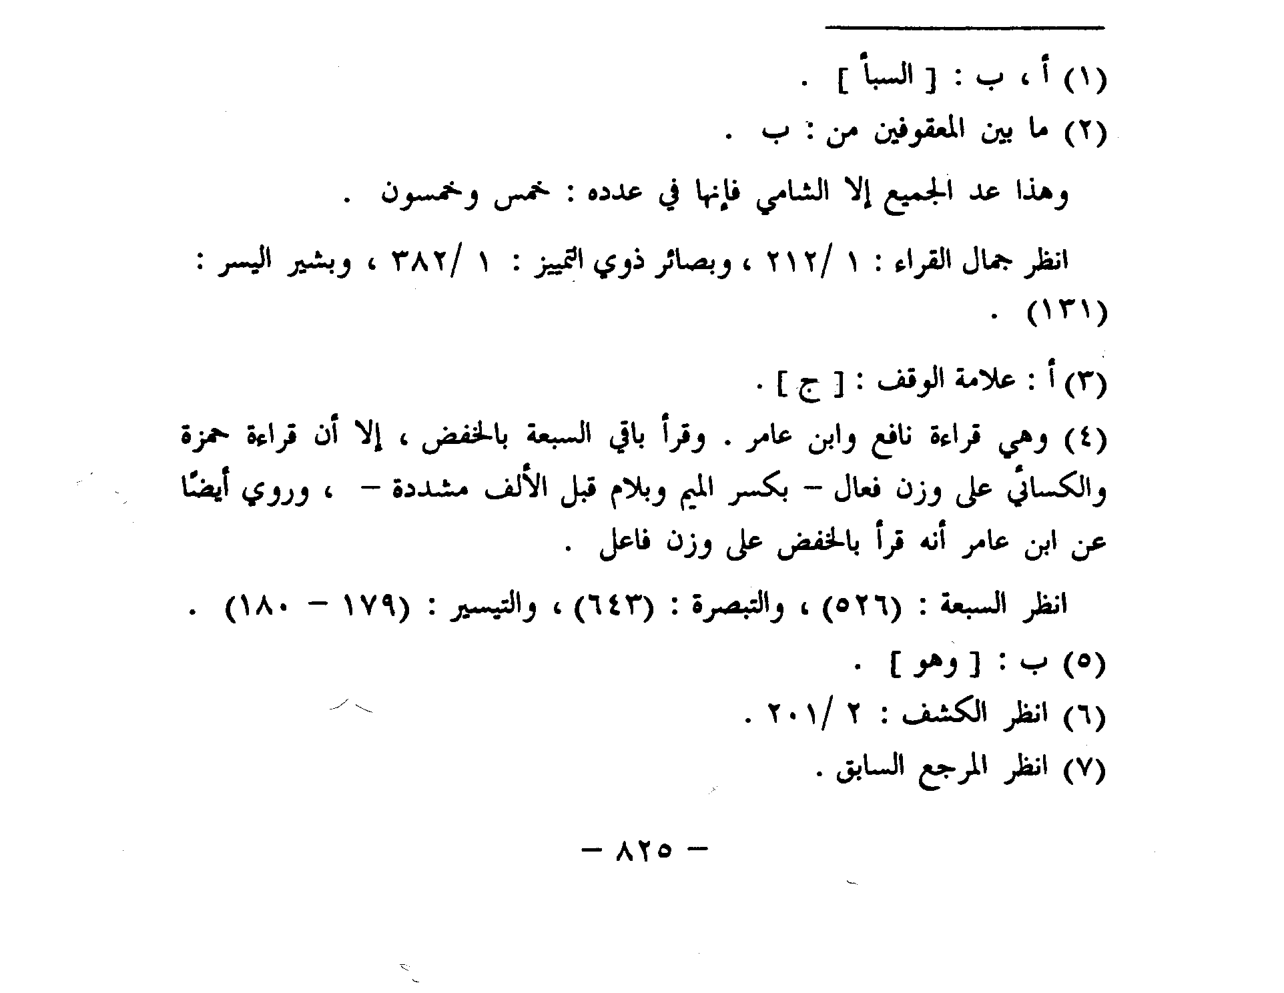 (١) أ ، ب : [ السبأ ] .
(٢) ما بين المعقوفين من : ب .
وهذا عد الجميع إلا الشامي فإنها في عدده : خمس وخمسون .
انظر جمال القراء : ١ /٢١٢ ، وبصائر ذوي التمييز : ١ /٣٨٢ ، وبشير اليسر :
(١٣١) .
(٣) أ : علامة الوقف : [ ج ] .
(٤) وهي قراءة نافع وابن عامر . وقرأ باقي السبعة بالخفض ، إلا أن قراءة حمزة
والكسائي على وزن فعال – بكسر الميم وبلام قبل الألف مشددة – ، وروي أيضًا
عن ابن عامر أنه قرأ بالخفض على وزن فاعل .
انظر السبعة : (٥٢٦) ، والتبصرة : (٦٤٣) ، والتيسير : (١٧٩ – ١٨٠) .
(٥) ب : [ وهو ] .
(٦) انظر الكشف : ٢ /٢٠١ .
(٧) انظر المرجع السابق .
– ٨٢٥ –